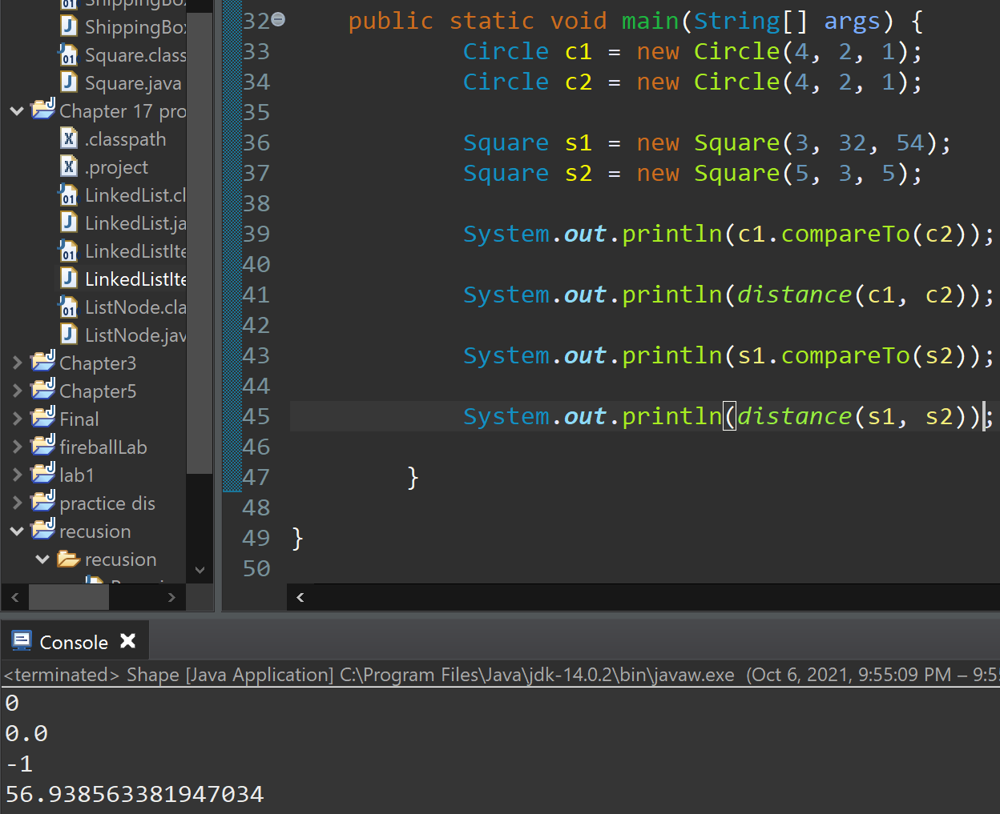 ShippingBox
ShippingBox
Square.class
Square.java
Chapter 17 pro
.classpath
.project
LinkedList.cl
LinkedList.ja
LinkedListIte
LinkedListIte
ListNode.cla
ListNode.jav
Chapter3
Chapter5
Final
fireballLab
lab1
practice dis
recusion
recusion
32 public static void main(String[] args) {
33 Circle c1 = new Circle(4, 2, 1);
34 Circle c2 = new Circle(4, 2, 1);
35
36 Square s1 = new Square(3, 32, 54);
37 Square s2 = new Square(5, 3, 5);
38
39 System.out.println(c1.compareTo(c2));
40
41 System.out.println(distance(c1, c2));
42
43 System.out.println(s1.compareTo(s2));
44
45 System.out.println(distance(s1, s2));
46
47 }
48
49 }
50
Console
<terminated> Shape [Java Application] C:\Program Files\Java\jdk-14.0.2\bin\javaw.exe (Oct 6, 2021, 9:55:09 PM – 9:55
0
0.0
-1
56.938563381947034